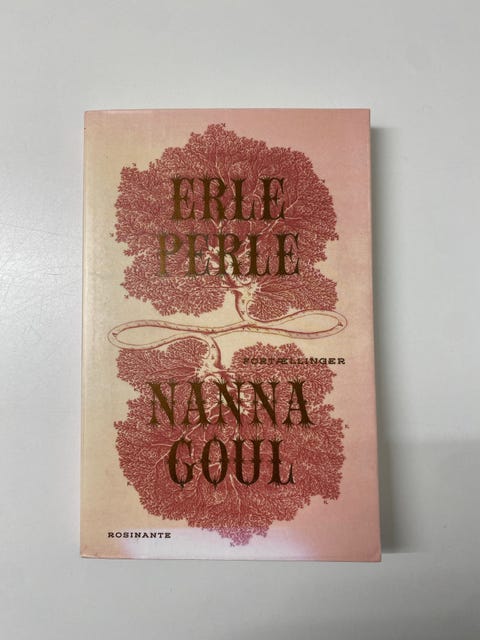 ERLE
PERLE
FORTÆLLINGER
NANNA
GOUL
ROSINANTE